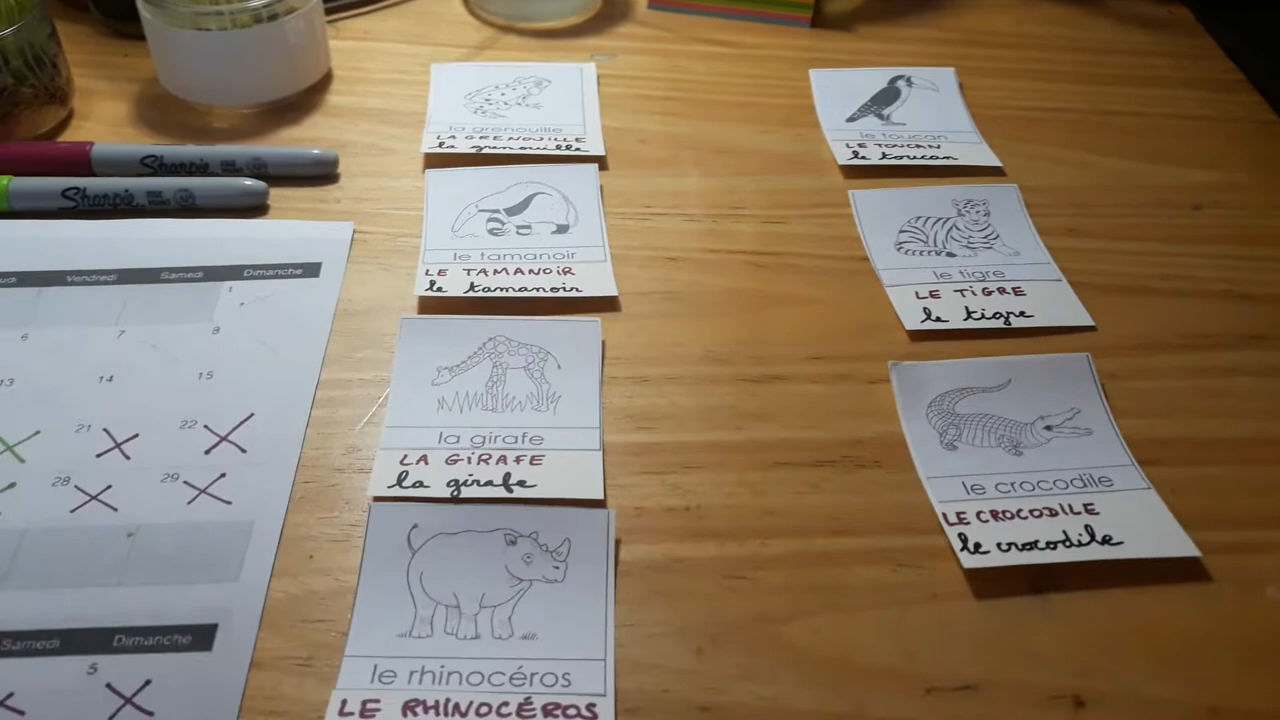 Sharpie
Sharpie
Vendredi Samedi Dimanche
1
6 7 8
13 14 15
21 22
28 29
Samedi Dimanche
5
la grenouille
LA GRENOUILLE
la grenouille
le tamanoir
LE TAMANOIR
le tamanoir
la girafe
LA GIRAFE
la girafe
le rhinocéros
LE RHINOCÉROS
le toucan
LE TOUCAN
le toucan
le tigre
LE TIGRE
le tigre
le crocodile
LE CROCODILE
le crocodile